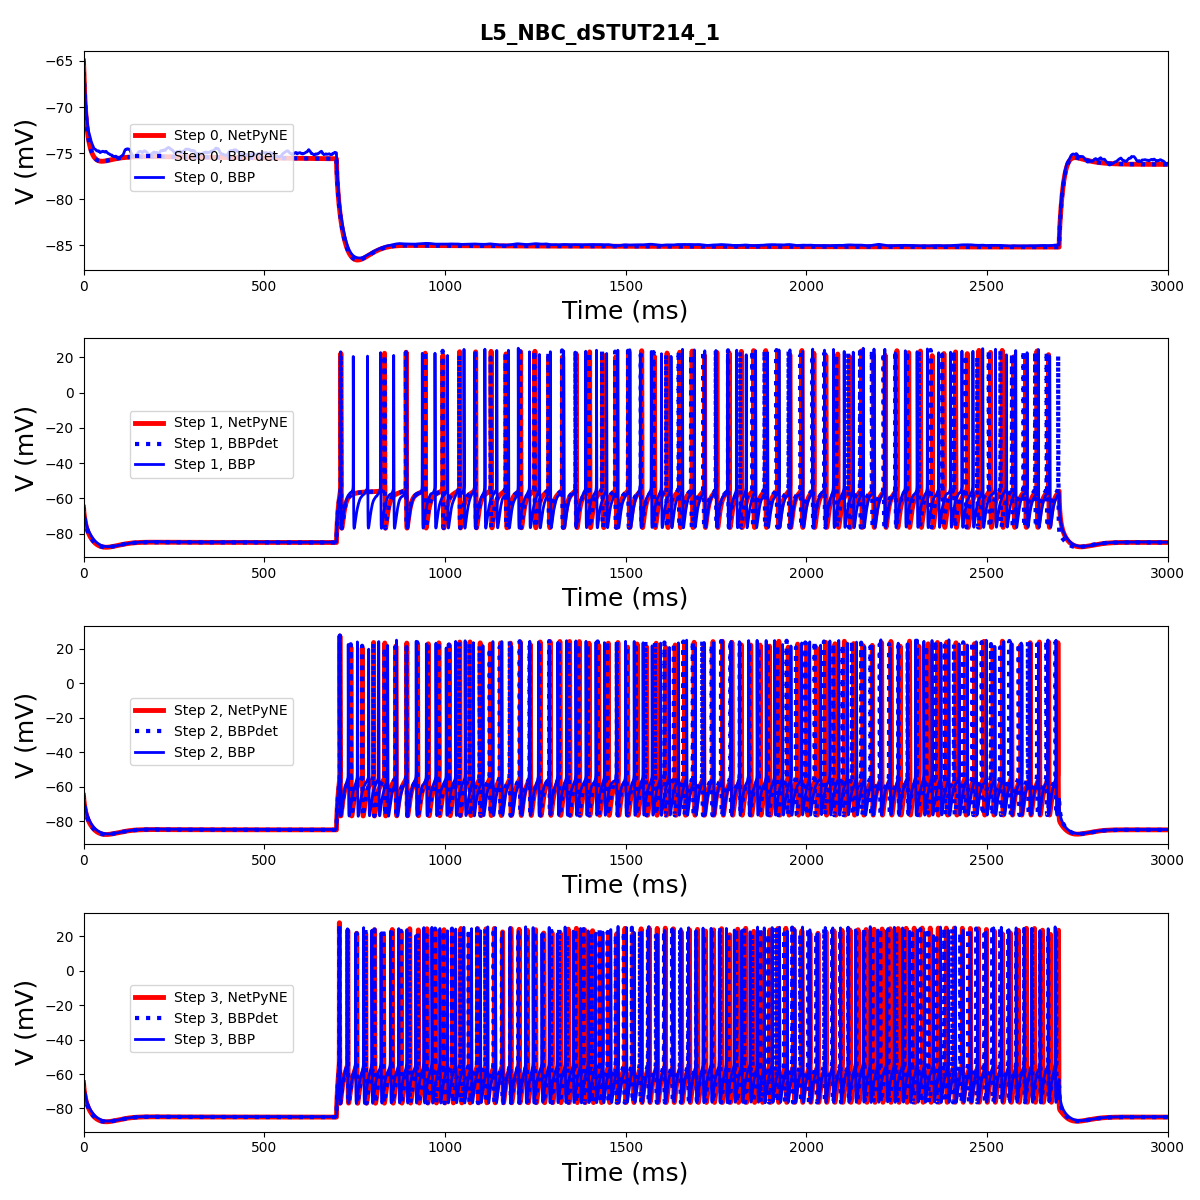 L5_NBC_dSTUT214_1
−65
−70
−75
−80
−85
V (mV)
Step 0, NetPyNE
Step 0, BBPdet
Step 0, BBP
0 500 1000 1500 2000 2500 3000
Time (ms)
20
0
−20
−40
−60
−80
V (mV)
Step 1, NetPyNE
Step 1, BBPdet
Step 1, BBP
0 500 1000 1500 2000 2500 3000
Time (ms)
20
0
−20
−40
−60
−80
V (mV)
Step 2, NetPyNE
Step 2, BBPdet
Step 2, BBP
0 500 1000 1500 2000 2500 3000
Time (ms)
20
0
−20
−40
−60
−80
V (mV)
Step 3, NetPyNE
Step 3, BBPdet
Step 3, BBP
0 500 1000 1500 2000 2500 3000
Time (ms)